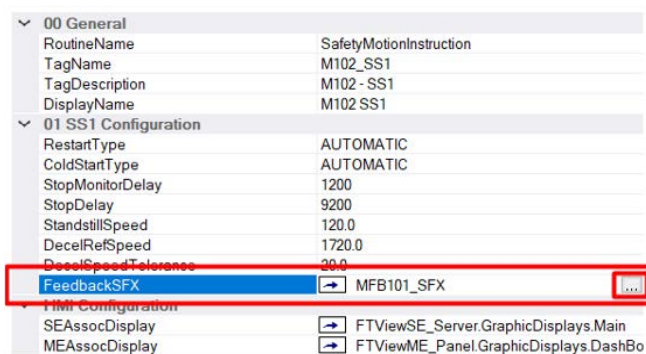 00 General
RoutineName SafetyMotionInstruction
TagName M102_SS1
TagDescription M102 - SS1
DisplayName M102 SS1
01 SS1 Configuration
RestartType AUTOMATIC
ColdStartType AUTOMATIC
StopMonitorDelay 1200
StopDelay 9200
StandstillSpeed 120.0
DecelRefSpeed 1720.0
DecelSpeedTolerance 20.0
FeedbackSFX MFB101_SFX ...
HMI Configuration
SEAssocDisplay FTViewSE_Server.GraphicDisplays.Main
MEAssocDisplay FTViewME_Panel.GraphicDisplays.DashBo